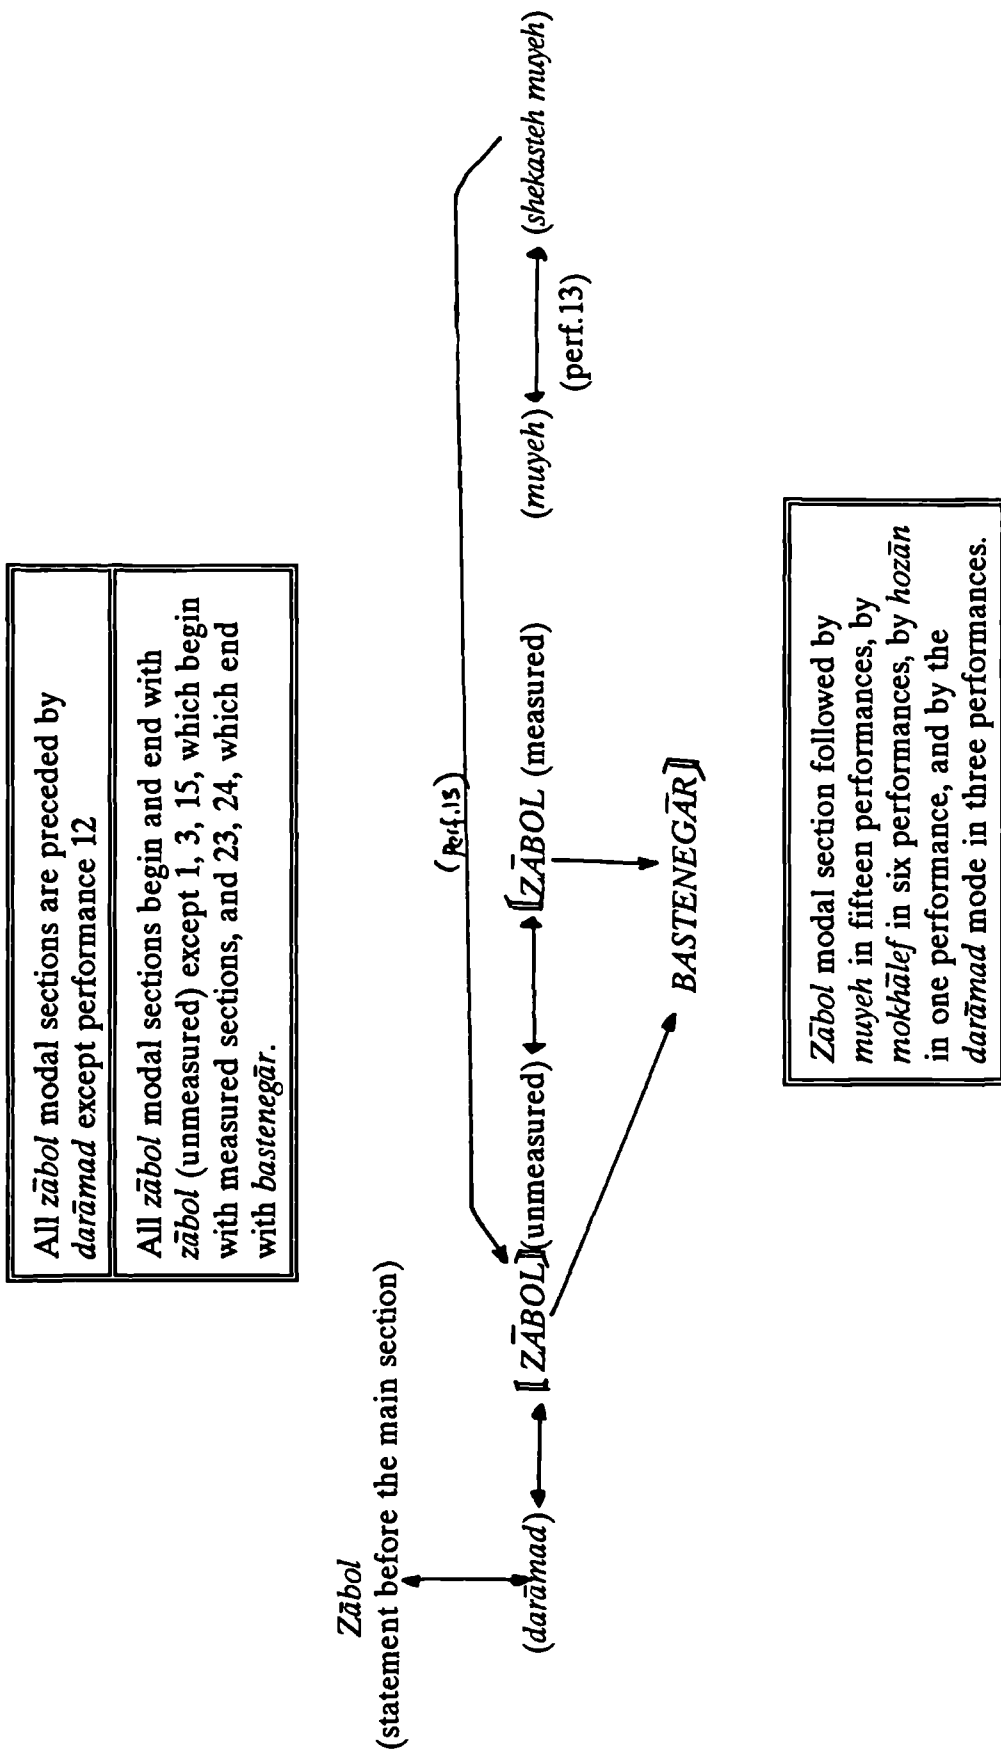 All zābol modal sections are preceded by
darāmad except performance 12
All zābol modal sections begin and end with
zābol (unmeasured) except 1, 3, 15, which begin
with measured sections, and 23, 24, which end
with bastenegār.
Zābol
(statement before the main section)
(perf.13)
(darāmad) [ZĀBOL] (unmeasured) [ZĀBOL (measured) (muyeh) (shekasteh muyeh)
(perf.13)
BASTENEGĀR]
Zābol modal section followed by
muyeh in fifteen performances, by
mokhālef in six performances, by hozān
in one performance, and by the
darāmad mode in three performances.